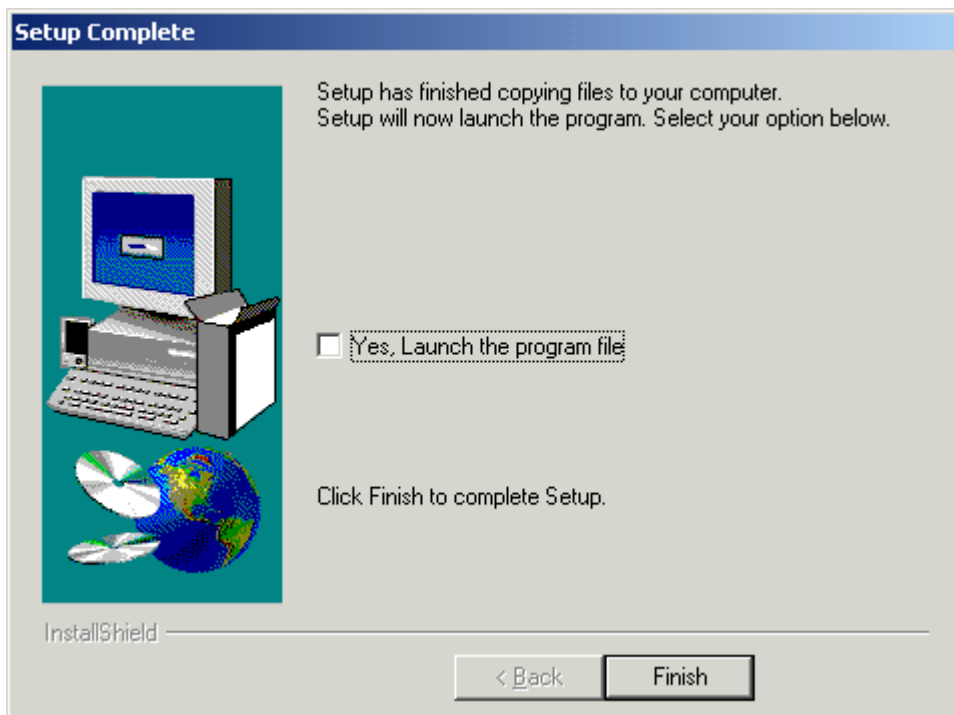 Setup Complete
Setup has finished copying files to your computer.
Setup will now launch the program. Select your option below.
Yes, Launch the program file
Click Finish to complete Setup.
InstallShield
< Back
Finish